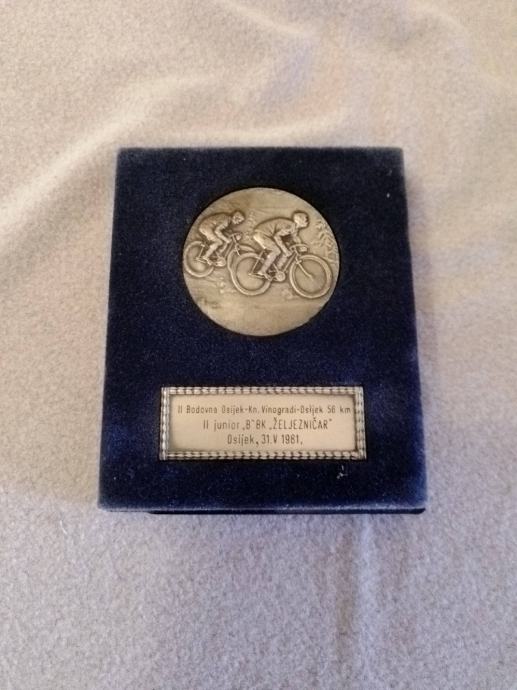 II Bodovna Osijek-Kn. Vinogradi-Osijek 56 km
II junior „B" BK „ŽELJEZNIČAR"
Osijek, 31.V 1981,